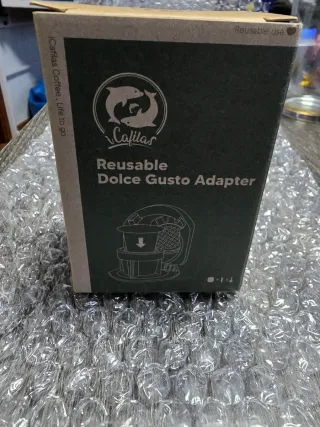 Reusable use
iCafilas Coffee, Life to go
iCafilas
Reusable
Dolce Gusto Adapter